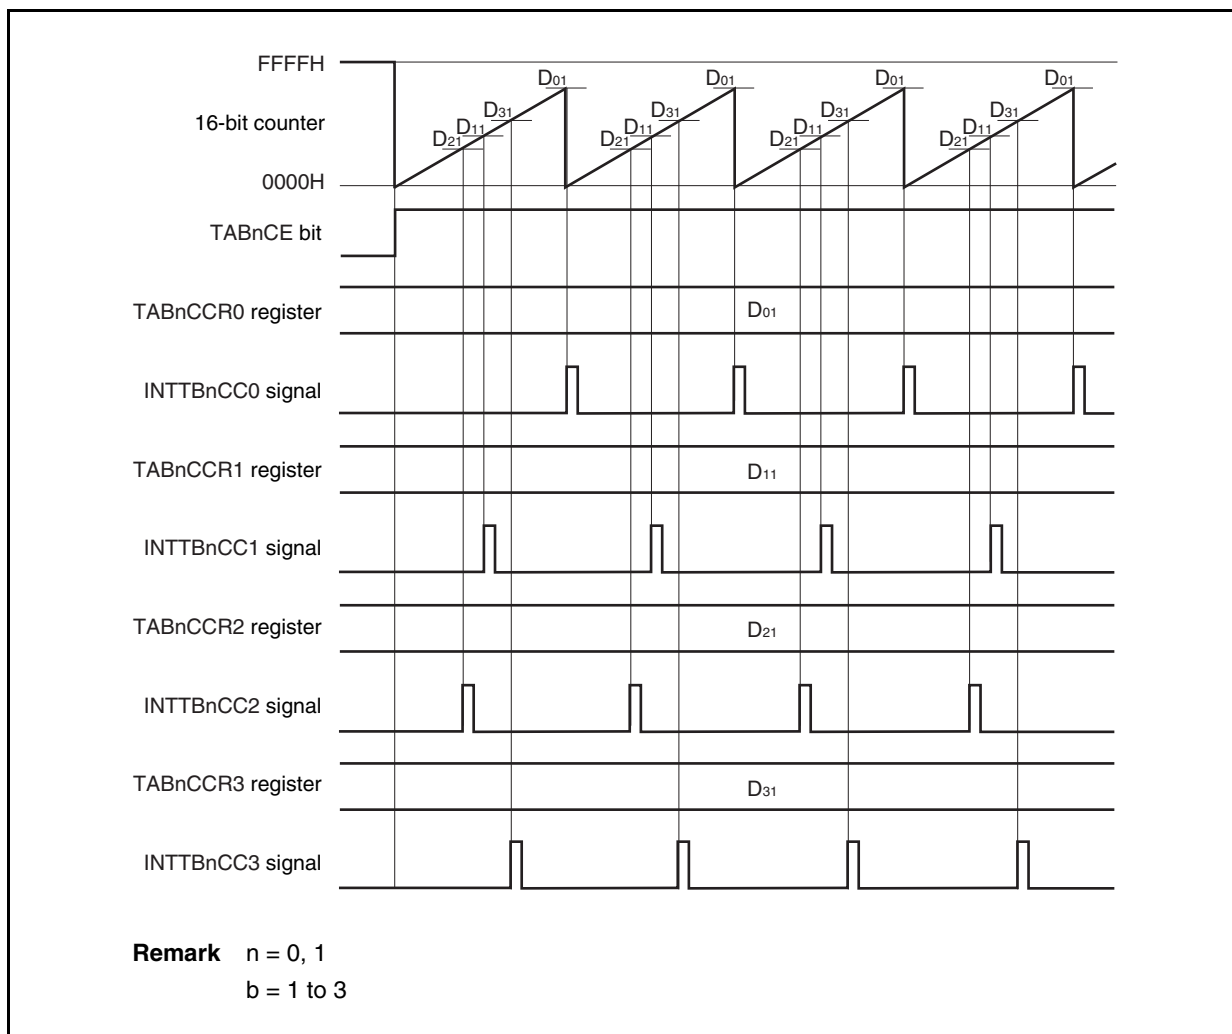 FFFFH
D01 D01 D01 D01
D31 D31 D31 D31
16-bit counter
D11 D11 D11 D11
D21 D21 D21 D21
0000H
TABnCE bit
TABnCCR0 register D01
INTTBnCC0 signal
TABnCCR1 register D11
INTTBnCC1 signal
TABnCCR2 register D21
INTTBnCC2 signal
TABnCCR3 register D31
INTTBnCC3 signal
Remark n = 0, 1
b = 1 to 3